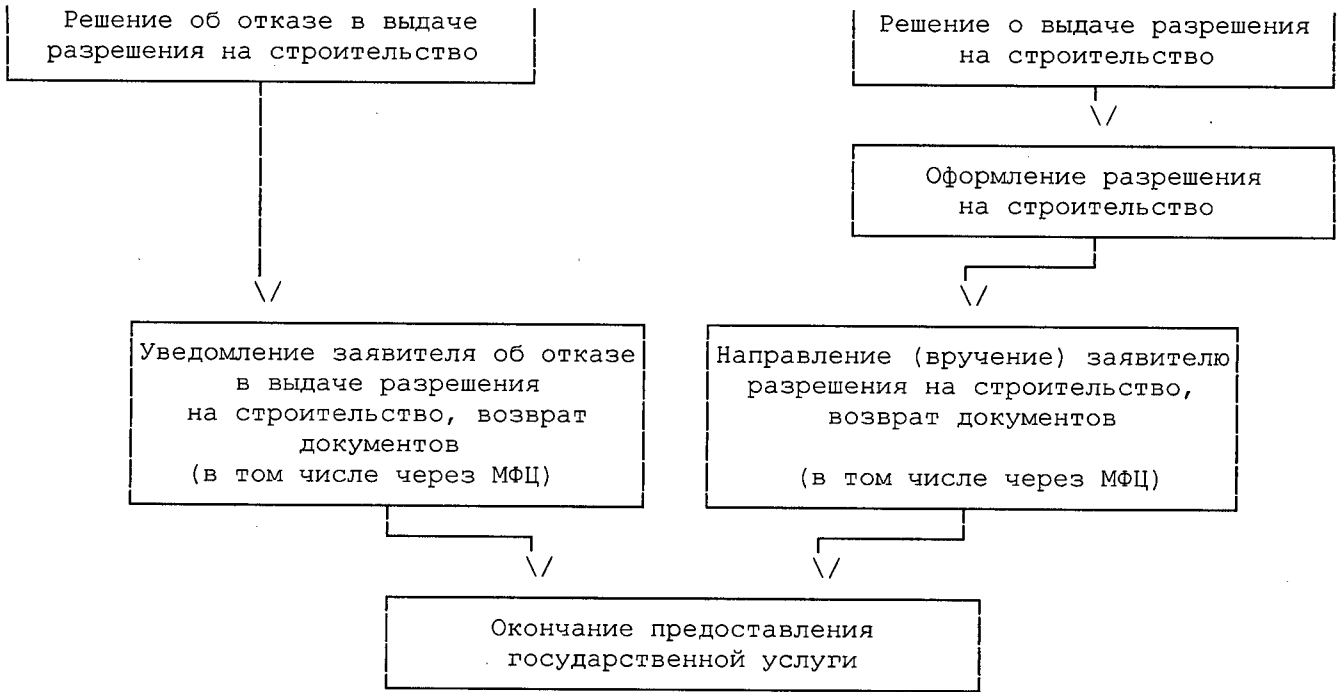 Решение об отказе в выдаче
разрешения на строительство
Решение о выдаче разрешения
на строительство
Оформление разрешения
на строительство
Уведомление заявителя об отказе
в выдаче разрешения
на строительство, возврат
документов
(в том числе через МФЦ)
Направление (вручение) заявителю
разрешения на строительство,
возврат документов
(в том числе через МФЦ)
Окончание предоставления
государственной услуги